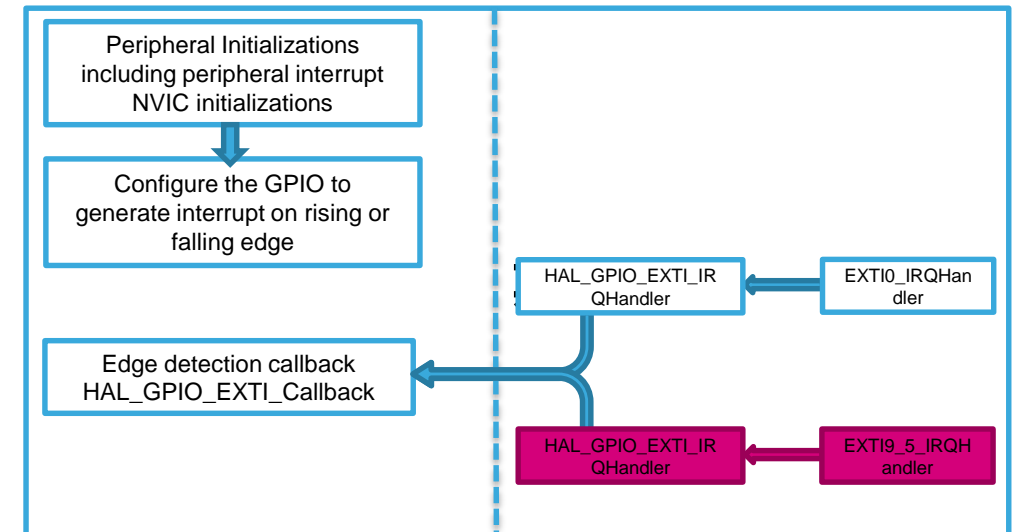 Peripheral Initializations
including peripheral interrupt
NVIC initializations
Configure the GPIO to
generate interrupt on rising or
falling edge
HAL_GPIO_EXTI_IR
QHandler
EXTI0_IRQHan
dler
Edge detection callback
HAL_GPIO_EXTI_Callback
HAL_GPIO_EXTI_IR
QHandler
EXTI9_5_IRQH
andler